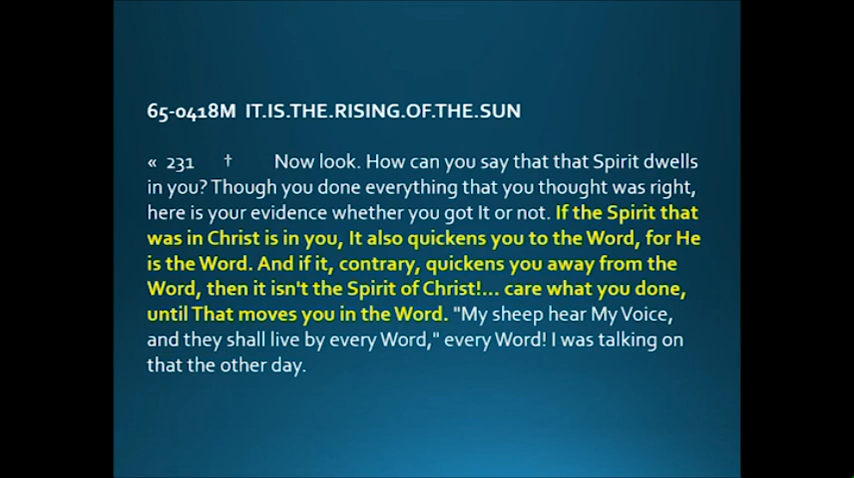 65-0418M IT.IS.THE.RISING.OF.THE.SUN
« 231 † Now look. How can you say that that Spirit dwells
in you? Though you done everything that you thought was right,
here is your evidence whether you got It or not. If the Spirit that
was in Christ is in you, It also quickens you to the Word, for He
is the Word. And if it, contrary, quickens you away from the
Word, then it isn't the Spirit of Christ!... care what you done,
until That moves you in the Word. "My sheep hear My Voice,
and they shall live by every Word," every Word! I was talking on
that the other day.